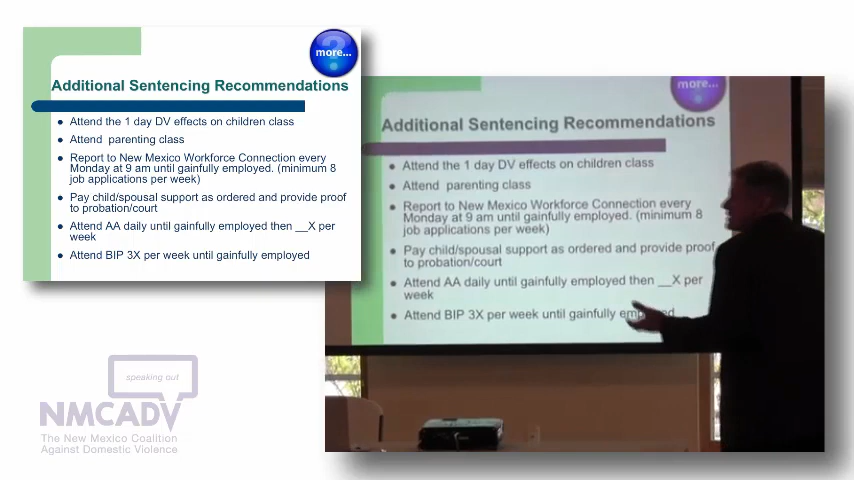 more...
Additional Sentencing Recommendations
● Attend the 1 day DV effects on children class
● Attend parenting class
● Report to New Mexico Workforce Connection every
Monday at 9 am until gainfully employed. (minimum 8
job applications per week)
● Pay child/spousal support as ordered and provide proof
to probation/court
● Attend AA daily until gainfully employed then __X per
week
● Attend BIP 3X per week until gainfully employed
more...
Additional Sentencing Recommendations
● Attend the 1 day DV effects on children class
● Attend parenting class
● Report to New Mexico Workforce Connection every
Monday at 9 am until gainfully employed. (minimum 8
job applications per week)
● Pay child/spousal support as ordered and provide proof
to probation/court
● Attend AA daily until gainfully employed then __X per
week
● Attend BIP 3X per week until gainfully
speaking out
NMCADV
The New Mexico Coalition
Against Domestic Violence